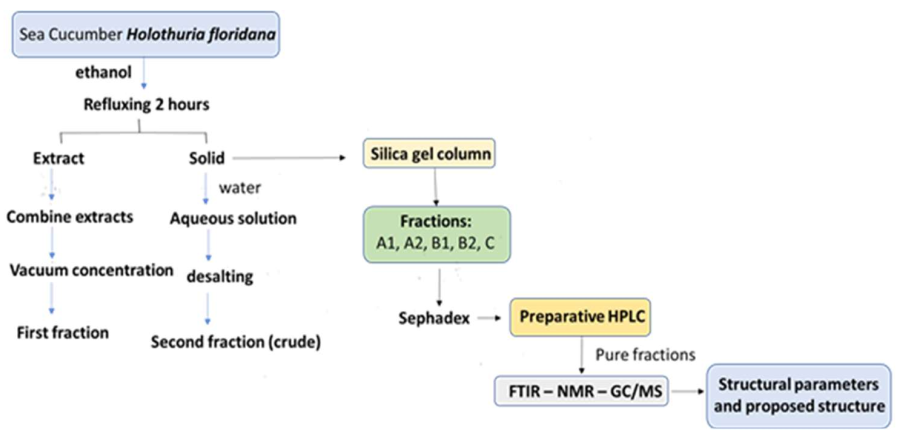 Sea Cucumber Holothuria floridana
ethanol
Refluxing 2 hours
Extract
Solid
Silica gel column
water
Combine extracts
Aqueous solution
Fractions:
A1, A2, B1, B2, C
Vacuum concentration
desalting
First fraction
Second fraction (crude)
Sephadex
Preparative HPLC
Pure fractions
FTIR – NMR – GC/MS
Structural parameters
and proposed structure